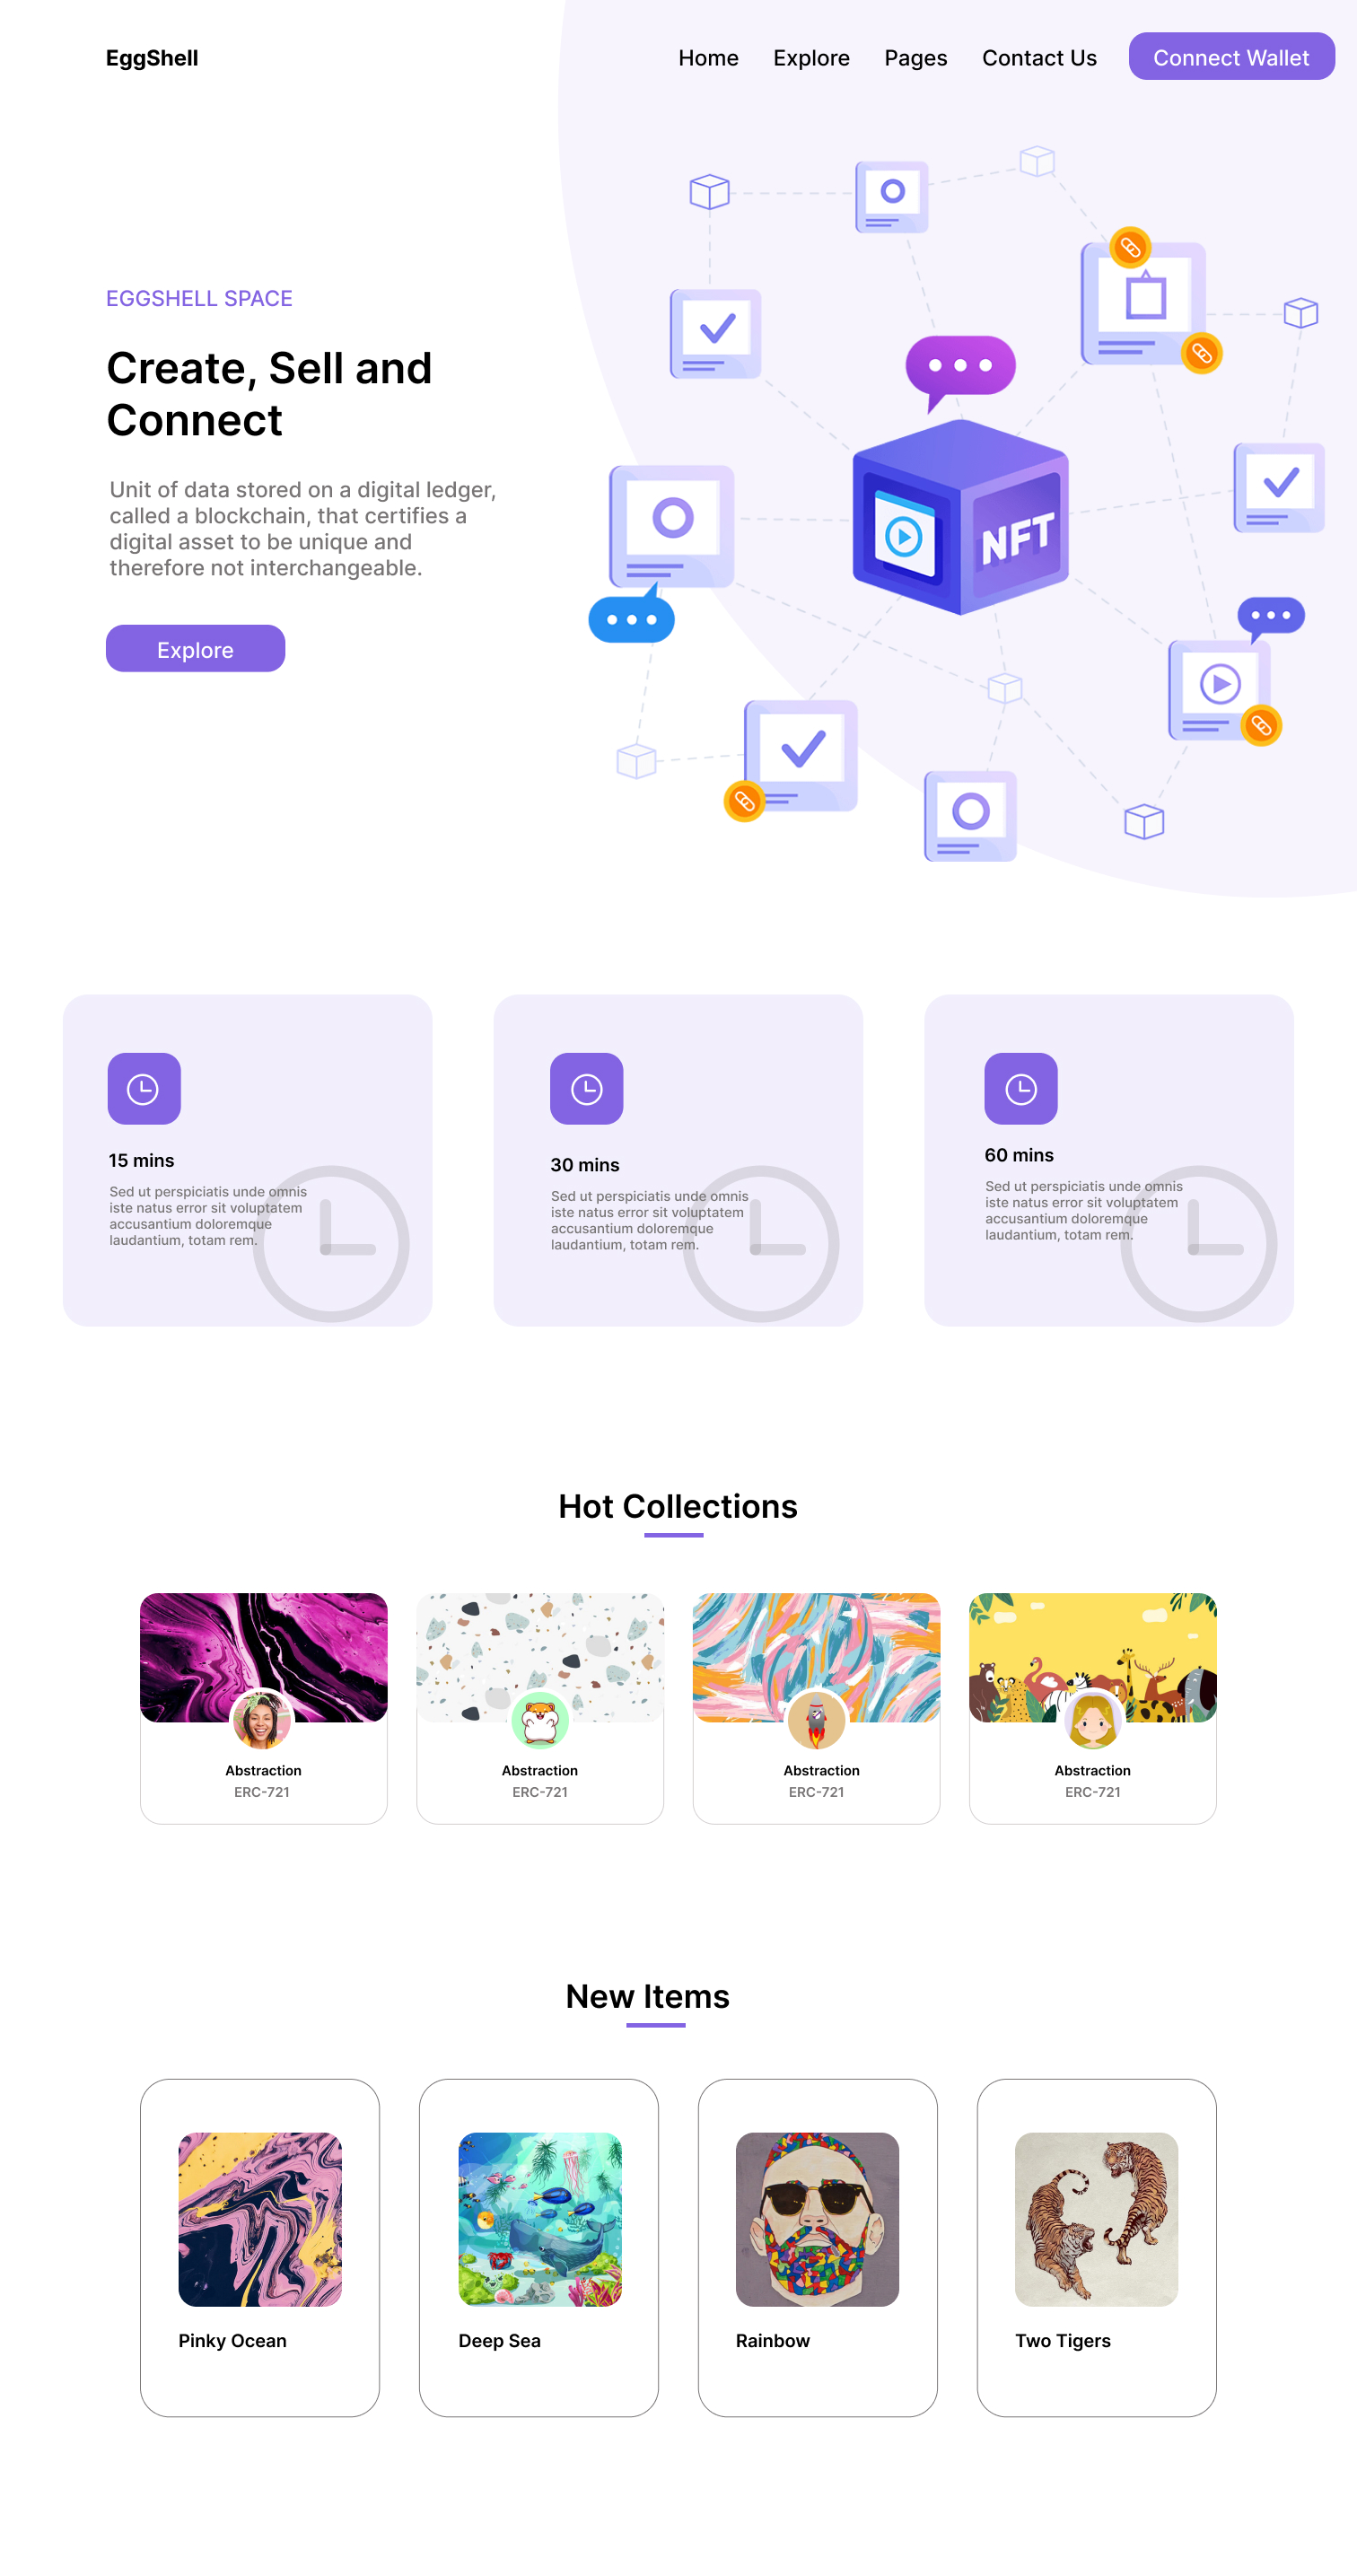 EggShell
Home
Explore
Pages
Contact Us
Connect Wallet
EGGSHELL SPACE
Create, Sell and
Connect
Unit of data stored on a digital ledger,
called a blockchain, that certifies a
digital asset to be unique and
therefore not interchangeable.
Explore
NFT
15 mins
Sed ut perspiciatis unde omnis
iste natus error sit voluptatem
accusantium doloremque
laudantium, totam rem.
30 mins
Sed ut perspiciatis unde omnis
iste natus error sit voluptatem
accusantium doloremque
laudantium, totam rem.
60 mins
Sed ut perspiciatis unde omnis
iste natus error sit voluptatem
accusantium doloremque
laudantium, totam rem.
Hot Collections
Abstraction
ERC-721
Abstraction
ERC-721
Abstraction
ERC-721
Abstraction
ERC-721
New Items
Pinky Ocean
Deep Sea
Rainbow
Two Tigers